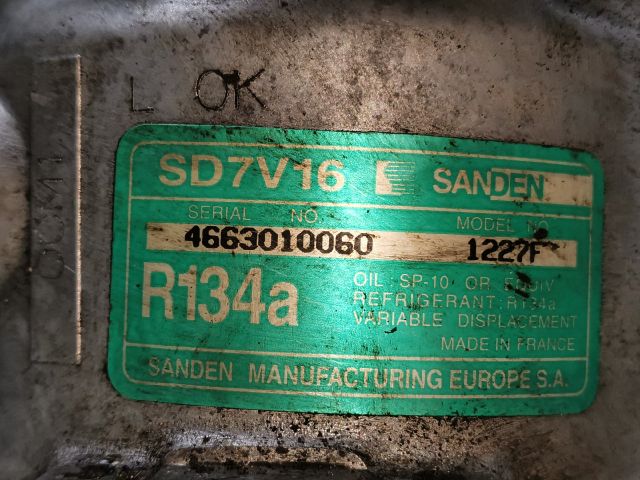 L OK
SD7V16 SANDEN
SERIAL NO. MODEL NO.
4663010060 1227F
R134a
OIL : SP-10 OR EQUIV
REFRIGERANT: R134a
VARIABLE DISPLACEMENT
MADE IN FRANCE
SANDEN MANUFACTURING EUROPE S.A.